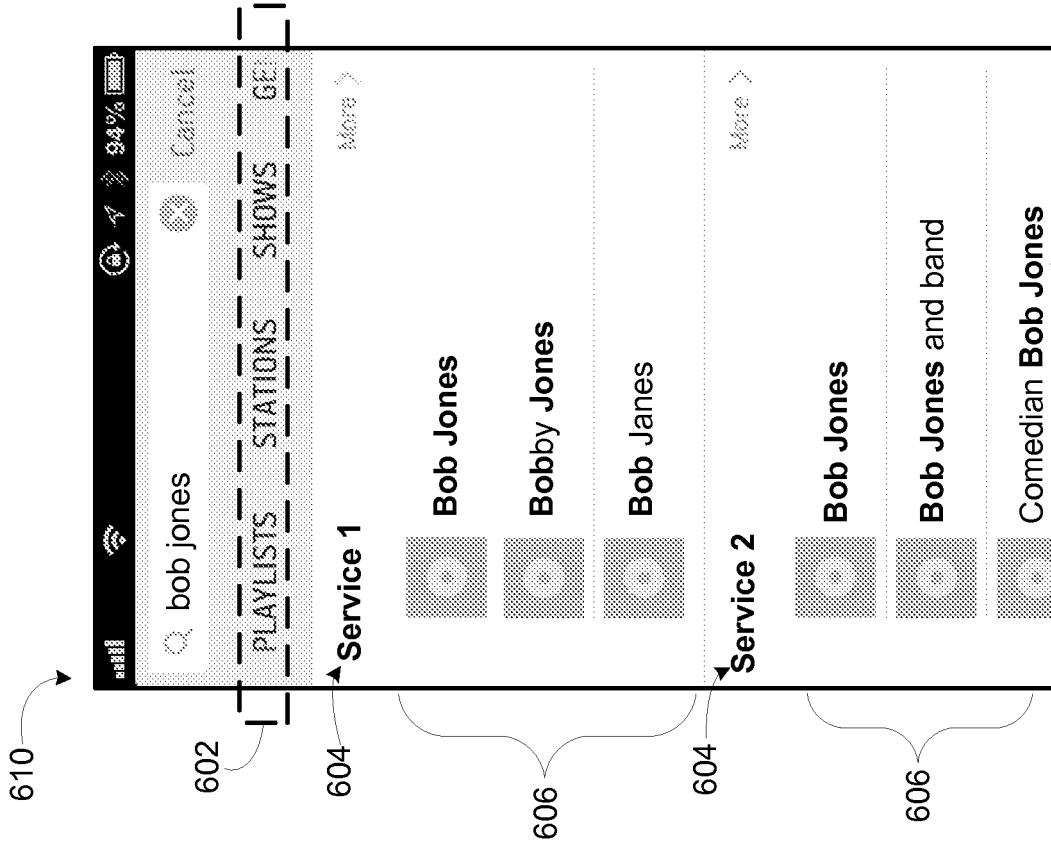 610
94%
bob jones Cancel
602
PLAYLISTS STATIONS SHOWS GE
604
Service 1 More >
606
Bob Jones
Bobby Jones
Bob Janes
604
Service 2 More >
606
Bob Jones
Bob Jones and band
Comedian Bob Jones